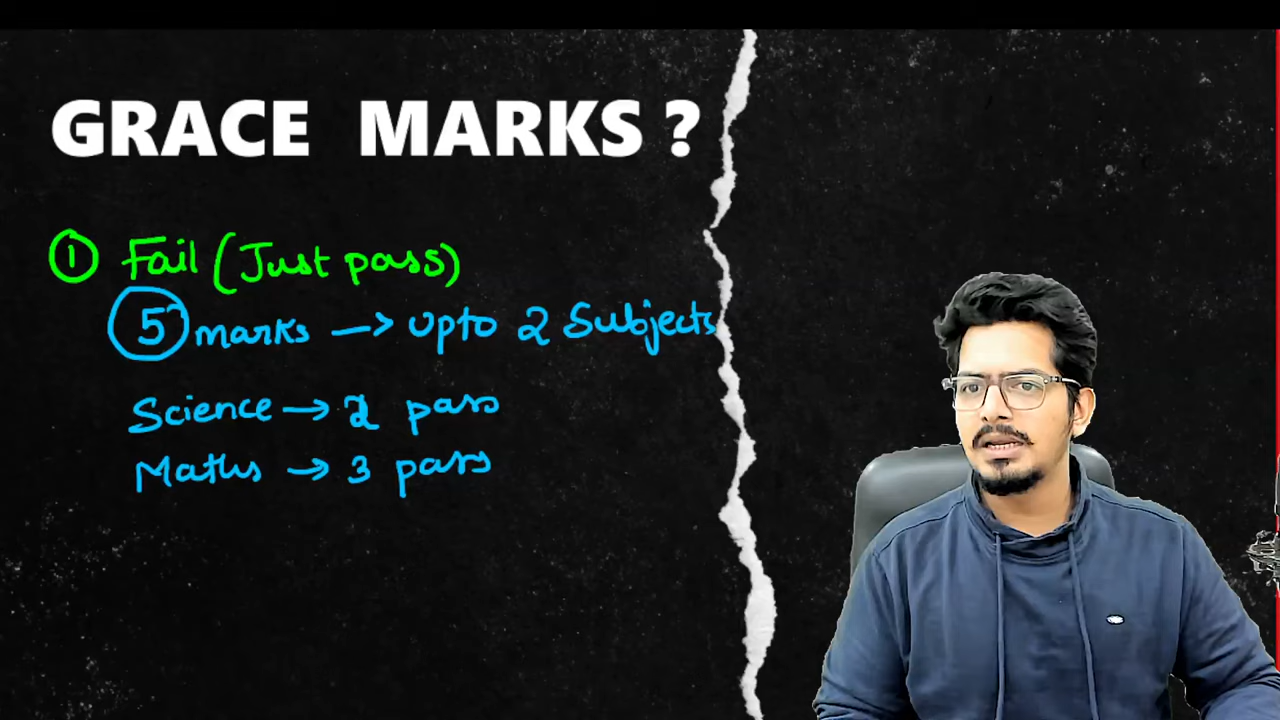 GRACE MARKS ?
① Fail (Just pass)
5 marks → upto 2 Subjects
Science → 2 pass
Maths → 3 pass